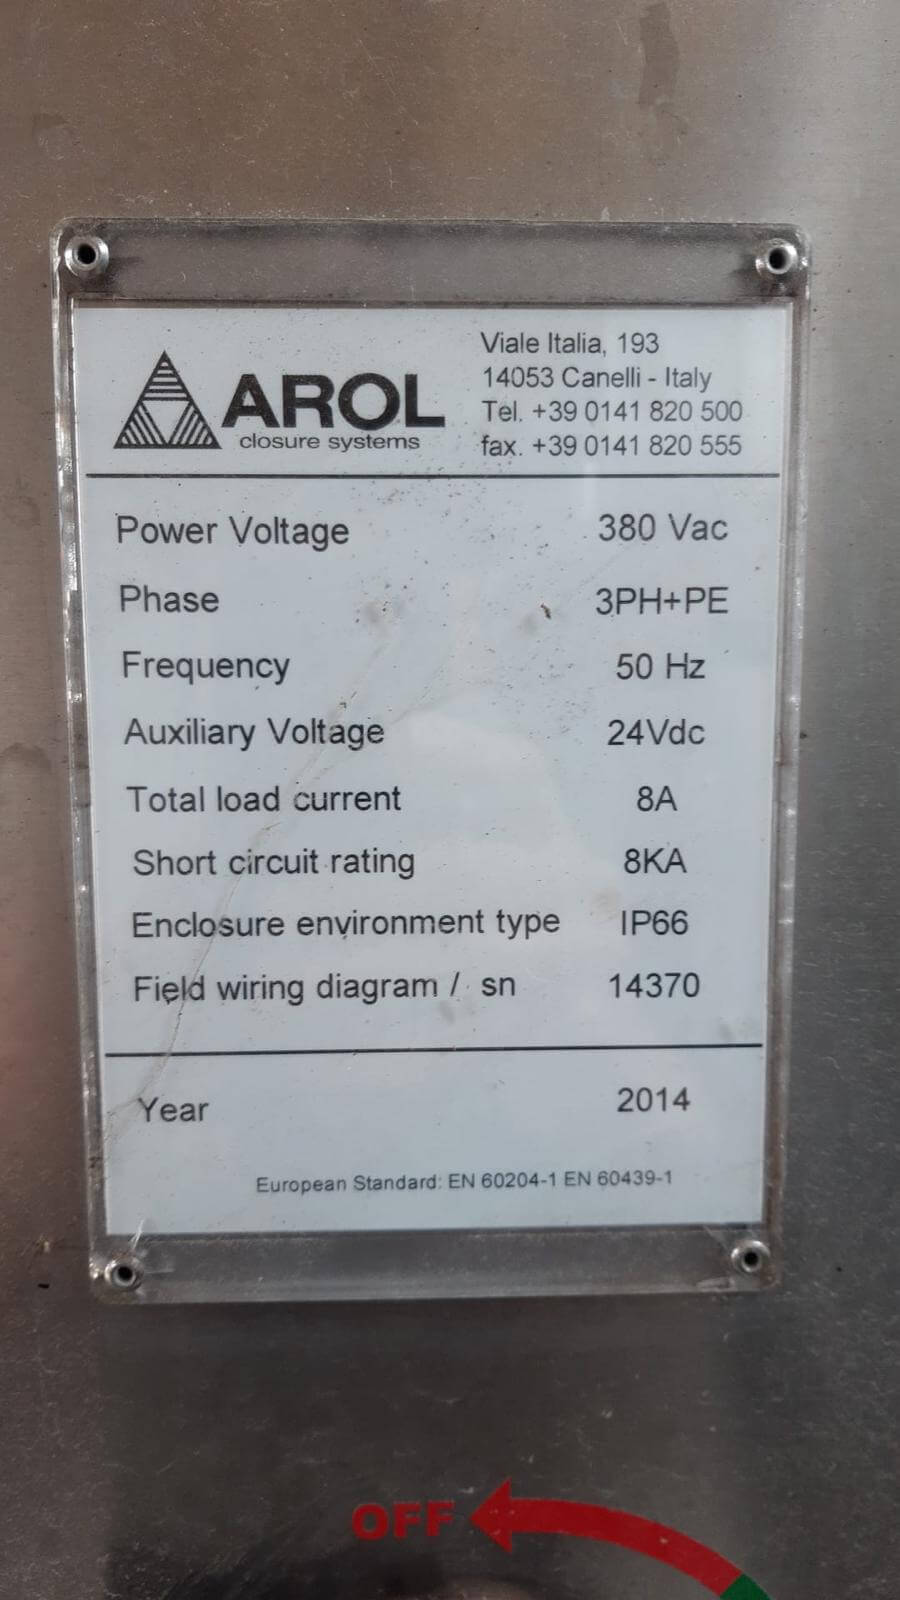 AROL
closure systems
Viale Italia, 193
14053 Canelli - Italy
Tel. +39 0141 820 500
fax. +39 0141 820 555
Power Voltage 380 Vac
Phase 3PH+PE
Frequency 50 Hz
Auxiliary Voltage 24Vdc
Total load current 8A
Short circuit rating 8KA
Enclosure environment type IP66
Field wiring diagram / sn 14370
Year 2014
European Standard: EN 60204-1 EN 60439-1
OFF